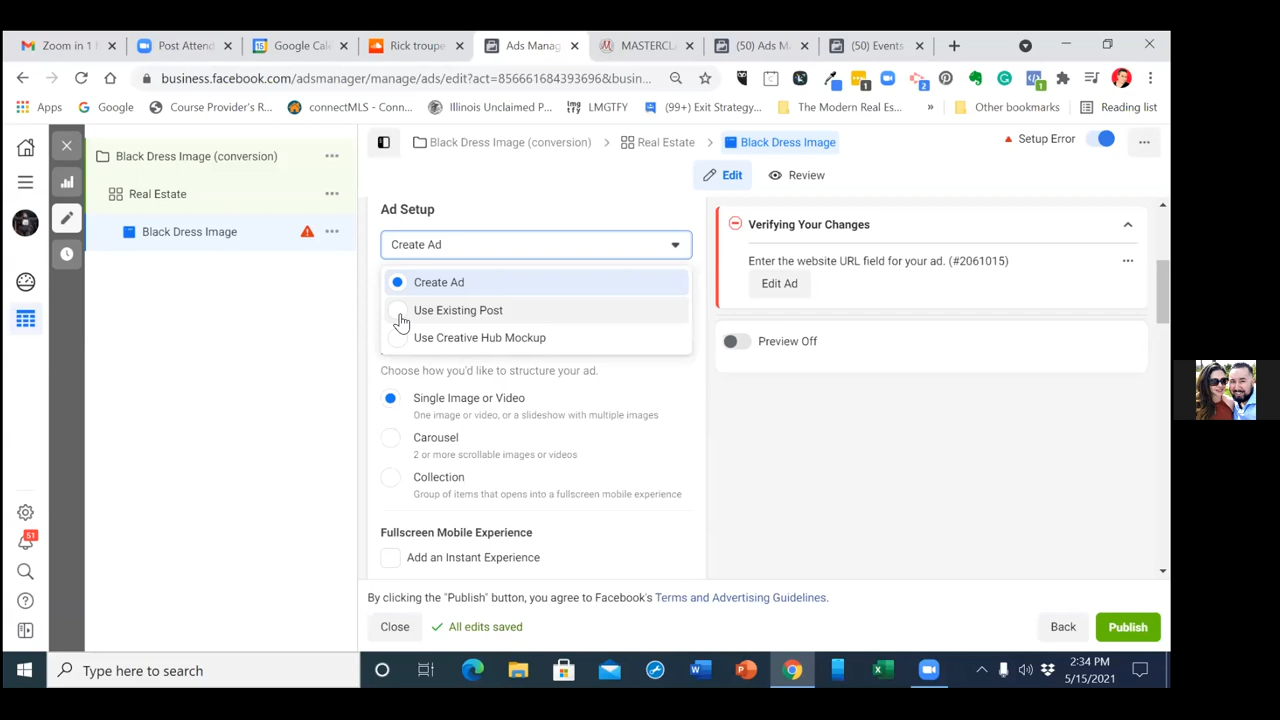 Zoom in 1
Post Attend
Google Cal
Rick troupe
Ads Manag
MASTERCL
(50) Ads M
(50) Events
business.facebook.com/adsmanager/manage/ads/edit?act=856661684393696&busin...
Apps
Google
Course Provider's R...
connectMLS - Conn...
Illinois Unclaimed P...
LMGTFY
(99+) Exit Strategy...
The Modern Real Es...
»
Other bookmarks
Reading list
Black Dress Image (conversion)
Real Estate
Black Dress Image
Black Dress Image (conversion)
Real Estate
Black Dress Image
Setup Error
Edit
Review
Ad Setup
Create Ad
Create Ad
Use Existing Post
Use Creative Hub Mockup
Choose how you'd like to structure your ad.
Single Image or Video
One image or video, or a slideshow with multiple images
Carousel
2 or more scrollable images or videos
Collection
Group of items that opens into a fullscreen mobile experience
Fullscreen Mobile Experience
Add an Instant Experience
Verifying Your Changes
Enter the website URL field for your ad. (#2061015)
Edit Ad
Preview Off
51
By clicking the "Publish" button, you agree to Facebook's Terms and Advertising Guidelines.
Close
All edits saved
Back
Publish
Type here to search
2:34 PM
5/15/2021